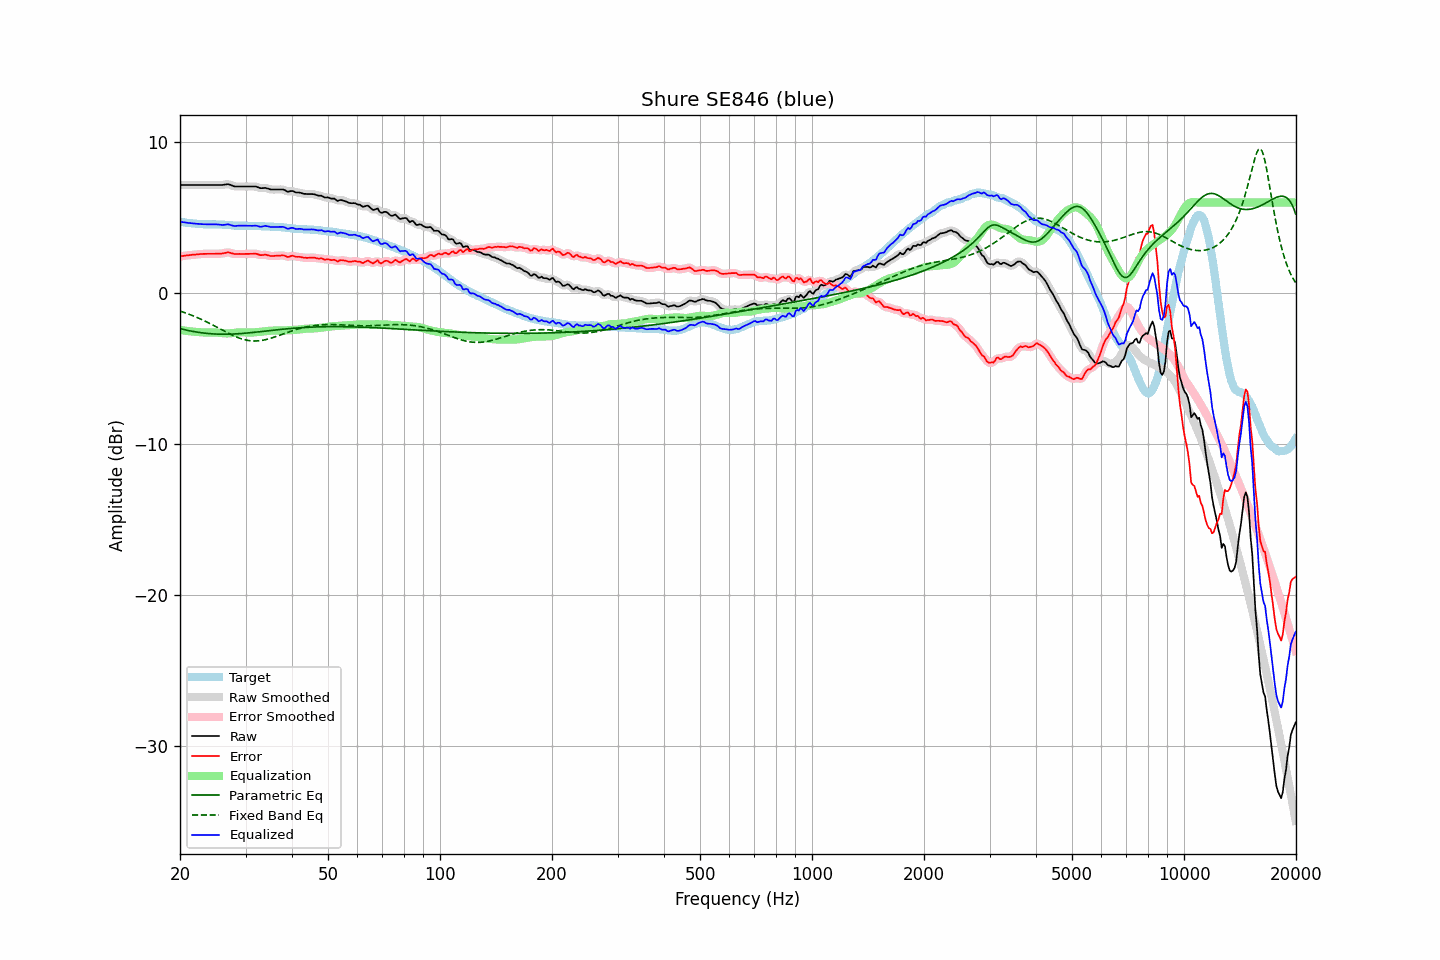 Shure SE846 (blue)
10
0
−10
−20
−30
Amplitude (dBr)
Target
Raw Smoothed
Error Smoothed
Raw
Error
Equalization
Parametric Eq
Fixed Band Eq
Equalized
20 50 100 200 500 1000 2000 5000 10000 20000
Frequency (Hz)